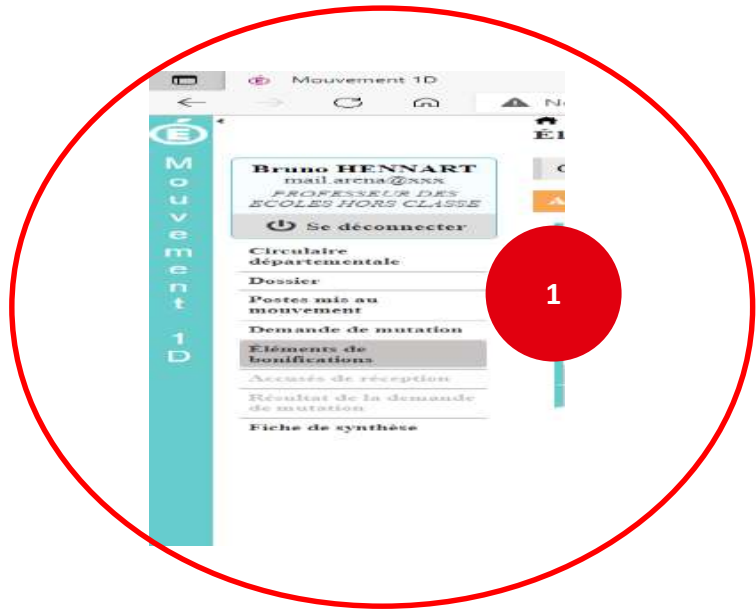 Mouvement 1D
N
Él
Mouvement 1D
Bruno HENNART
mail.arena@xxx
PROFESSEUR DES
ECOLES HORS CLASSE
Se déconnecter
Circulaire
départementale
Dossier
Postes mis au
mouvement
Demande de mutation
Éléments de
bonifications
Accusés de réception
Résultat de la demande
de mutation
Fiche de synthèse
1